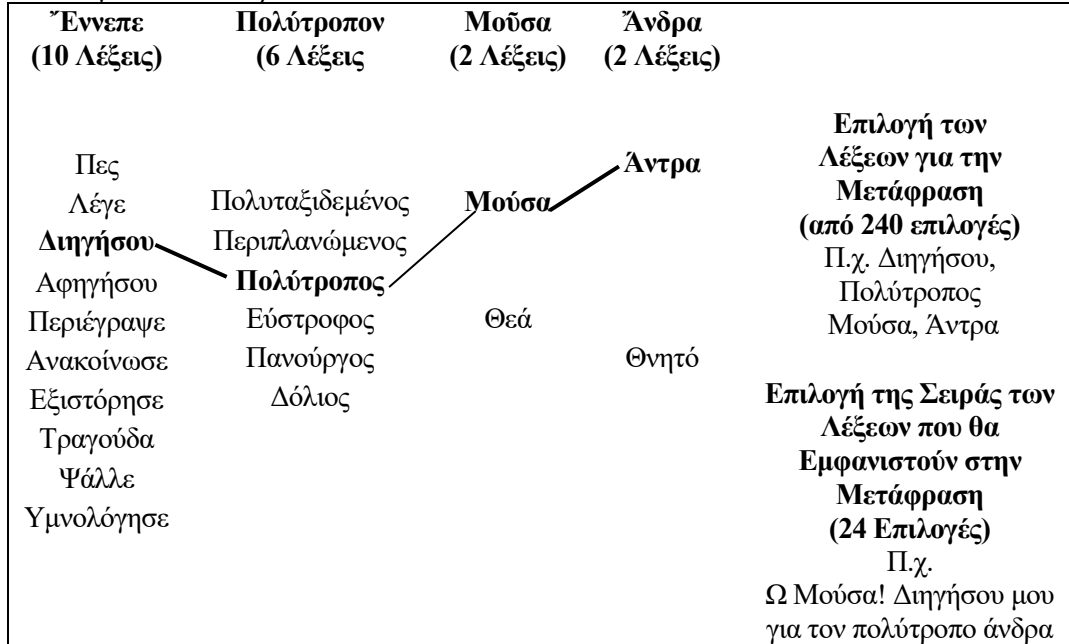 Ἔννεπε
(10 Λέξεις)
Πολύτροπον
(6 Λέξεις
Μοῦσα
(2 Λέξεις)
Ἄνδρα
(2 Λέξεις)
Πες
Λέγε
Διηγήσου
Αφηγήσου
Περιέγραψε
Ανακοίνωσε
Εξιστόρησε
Τραγούδα
Ψάλλε
Υμνολόγησε
Πολυταξιδεμένος
Περιπλανώμενος
Πολύτροπος
Εύστροφος
Πανούργος
Δόλιος
Μούσα
Θεά
Άντρα
Θνητό
Επιλογή των
Λέξεων για την
Μετάφραση
(από 240 επιλογές)
Π.χ. Διηγήσου,
Πολύτροπος
Μούσα, Άντρα
Επιλογή της Σειράς των
Λέξεων που θα
Εμφανιστούν στην
Μετάφραση
(24 Επιλογές)
Π.χ.
Ω Μούσα! Διηγήσου μου
για τον πολύτροπο άνδρα